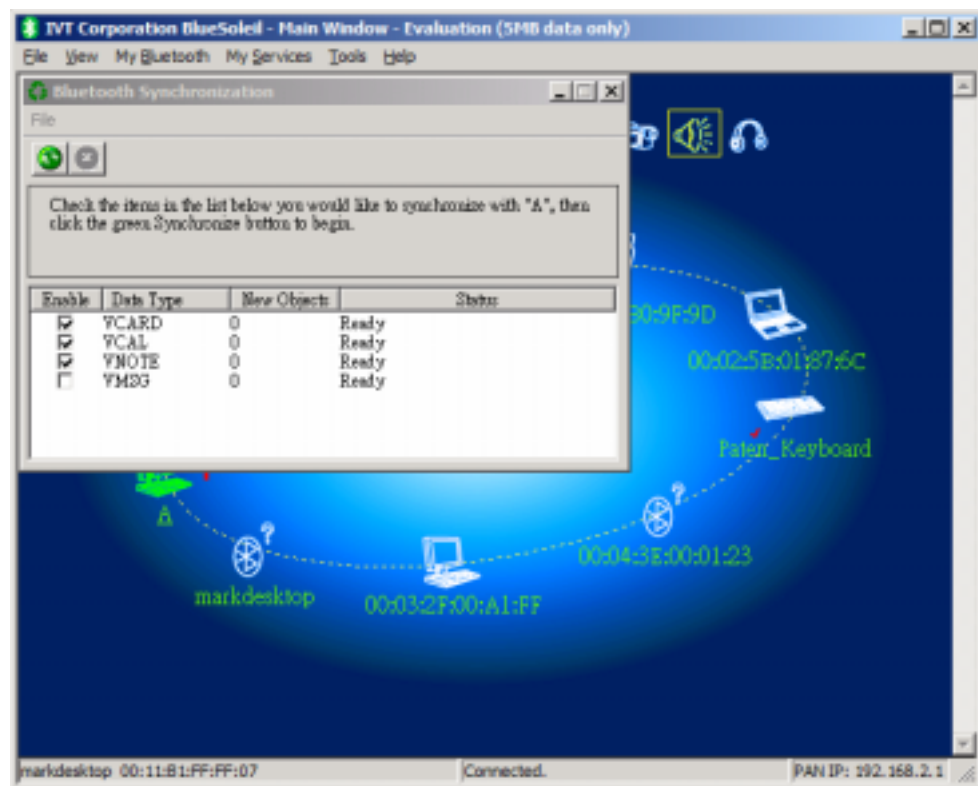 IVT Corporation BlueSoleil - Main Window - Evaluation (5MB data only)
File View My Bluetooth My Services Tools Help
Bluetooth Synchronization
File
Check the items in the list below you would like to synchronize with "A", then
click the green Synchronize button to begin.
Enable Data Type New Objects Status
VCARD 0 Ready
VCAL 0 Ready
VNOTE 0 Ready
VMSG 0 Ready
:9F:9D
00:02:5B:01:87:6C
Paten_Keyboard
A
00:04:3E:00:01:23
markdesktop
00:03:2F:00:A1:FF
markdesktop 00:11:B1:FF:FF:07 Connected. PAN IP: 192.168.2.1